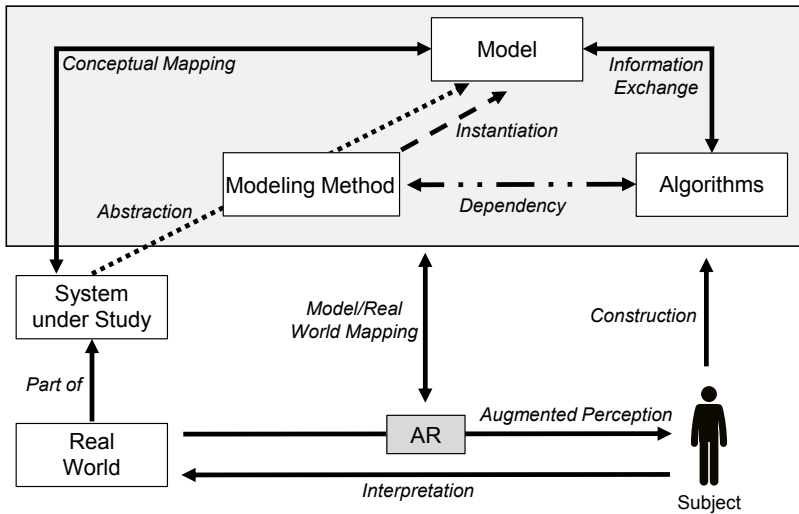 Model
Conceptual Mapping
Information
Exchange
Instantiation
Modeling Method
Algorithms
Abstraction
Dependency
System
under Study
Model/Real
World Mapping
Construction
Part of
Augmented Perception
Real
World
AR
Interpretation
Subject